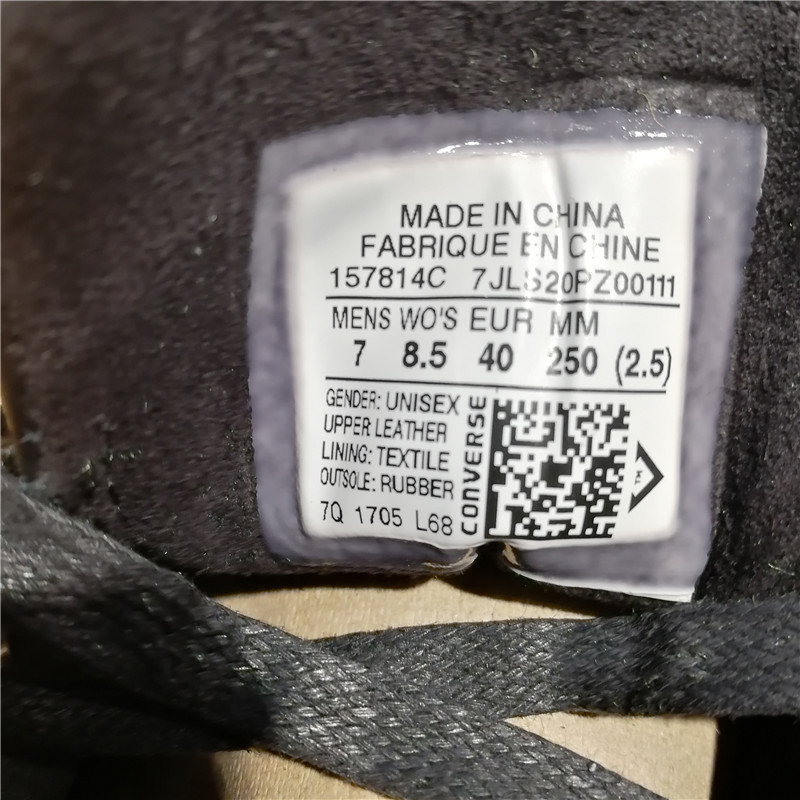 MADE IN CHINA
FABRIQUE EN CHINE
157814C 7JLS20PZ00111
MENS WO'S EUR MM
7 8.5 40 250 (2.5)
GENDER: UNISEX
UPPER LEATHER
LINING: TEXTILE
OUTSOLE: RUBBER
7Q 1705 L68
CONVERSE
TM